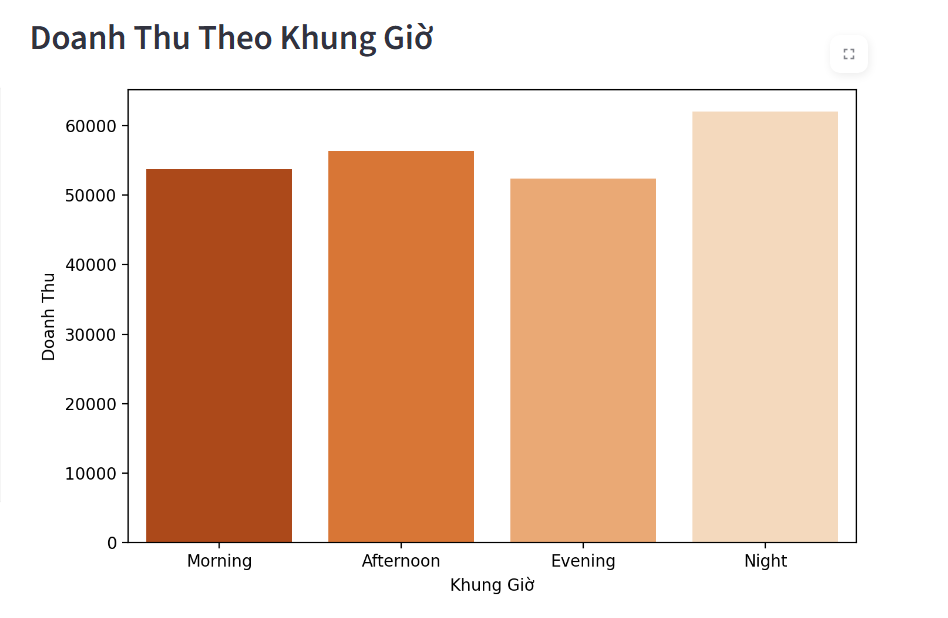 Doanh Thu Theo Khung Giờ
60000
50000
40000
30000
20000
10000
0
Doanh Thu
Morning Afternoon Evening Night
Khung Giờ